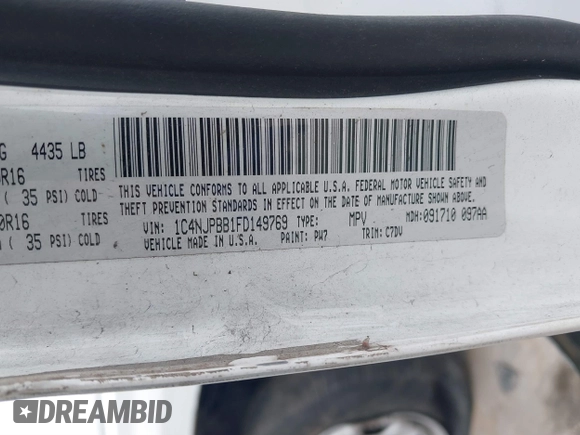 G 4435 LB
R16 TIRES
( 35 PSI) COLD
0R16 TIRES
( 35 PSI) COLD
THIS VEHICLE CONFORMS TO ALL APPLICABLE U.S.A. FEDERAL MOTOR VEHICLE SAFETY AND
THEFT PREVENTION STANDARDS IN EFFECT ON THE DATE OF MANUFACTURE SHOWN ABOVE.
VIN: 1C4NJPBB1FD149769 TYPE: MPV MDH: 091710 097AA
VEHICLE MADE IN U.S.A. PAINT: PW7 TRIM: C7DV
DREAMBID